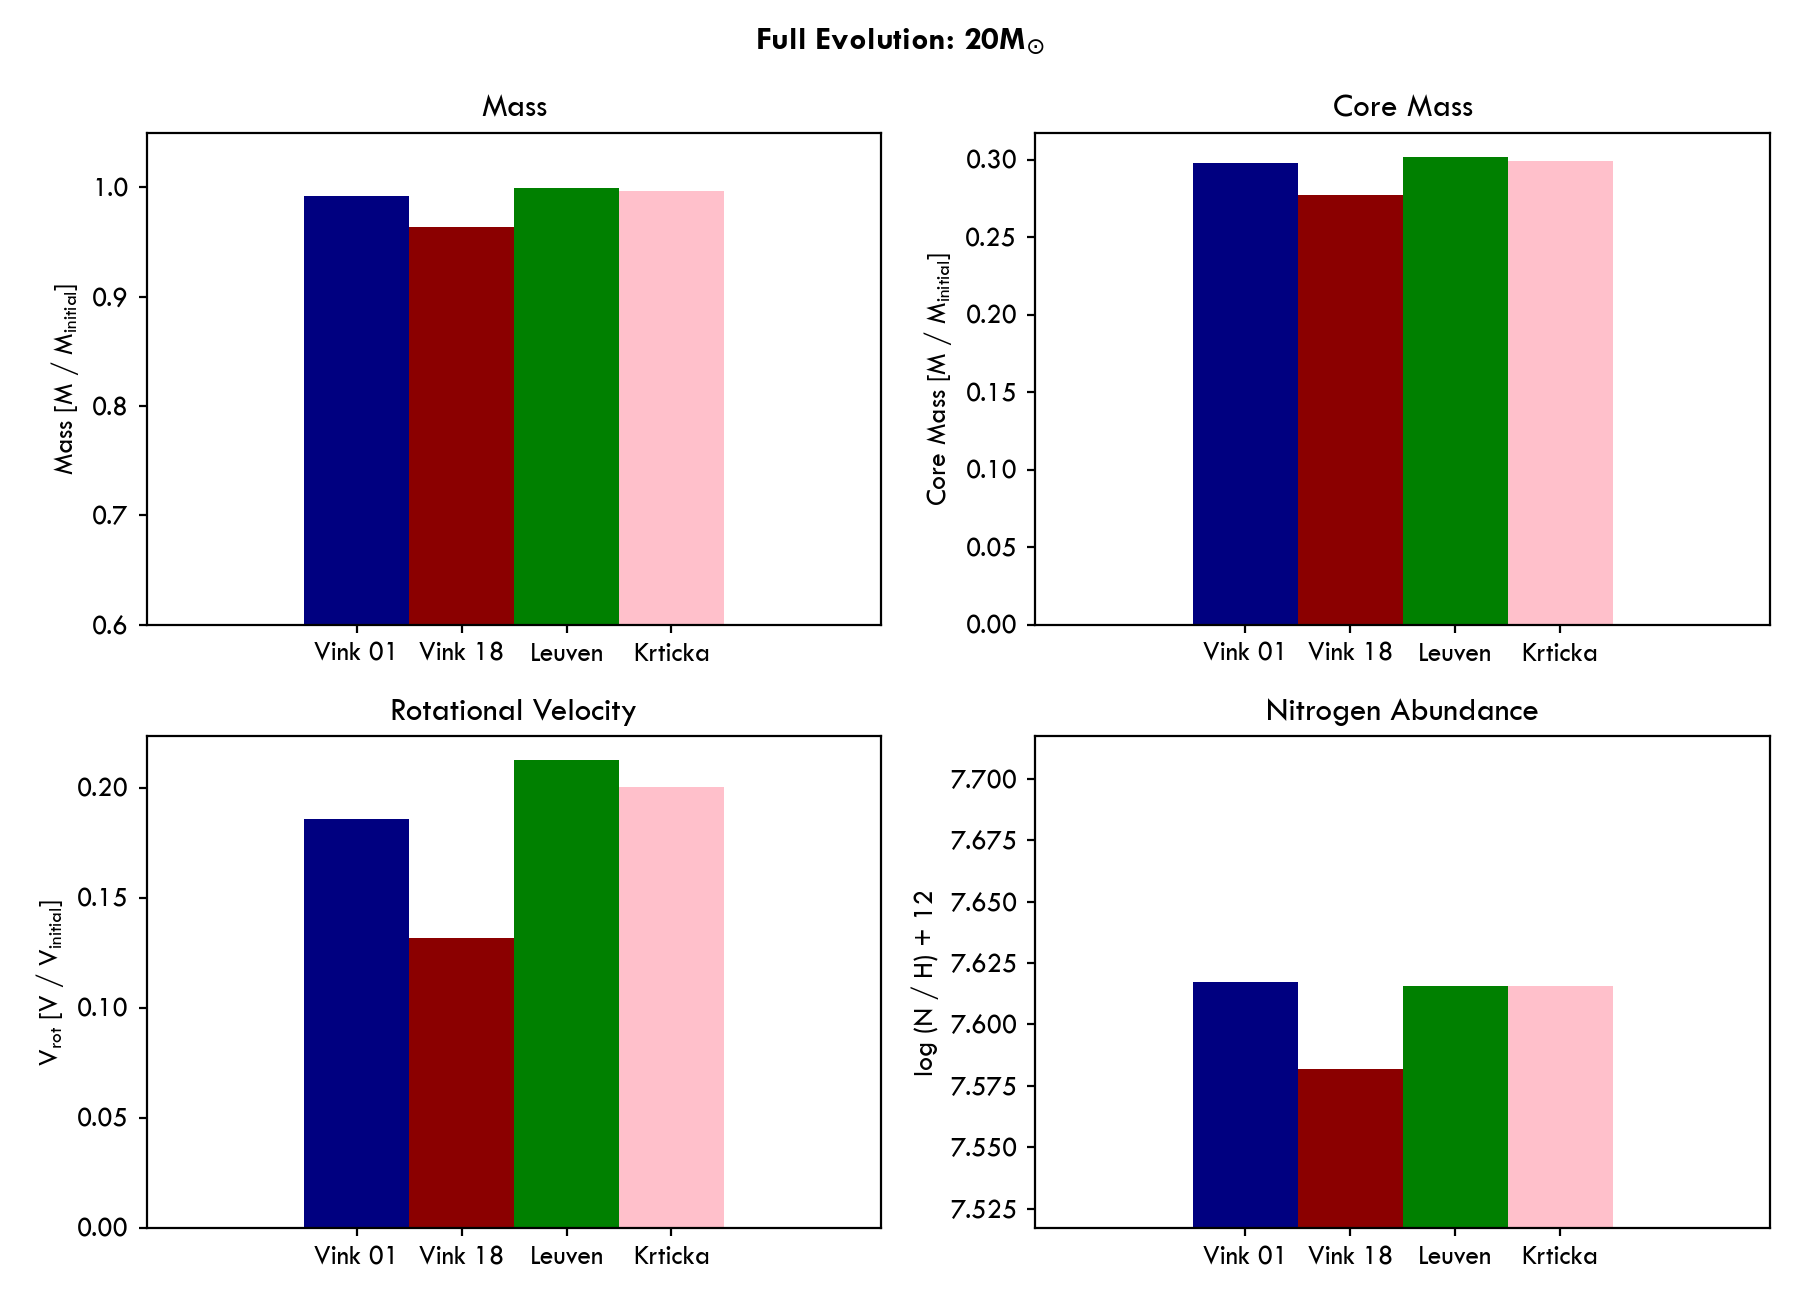 Full Evolution: 20M☉
Mass
Mass [M / Minitial]
1.0
0.9
0.8
0.7
0.6
Vink 01 Vink 18 Leuven Krticka
Core Mass
Core Mass [M / Minitial]
0.30
0.25
0.20
0.15
0.10
0.05
0.00
Vink 01 Vink 18 Leuven Krticka
Rotational Velocity
Vrot [V / Vinitial]
0.20
0.15
0.10
0.05
0.00
Vink 01 Vink 18 Leuven Krticka
Nitrogen Abundance
log (N / H) + 12
7.700
7.675
7.650
7.625
7.600
7.575
7.550
7.525
Vink 01 Vink 18 Leuven Krticka